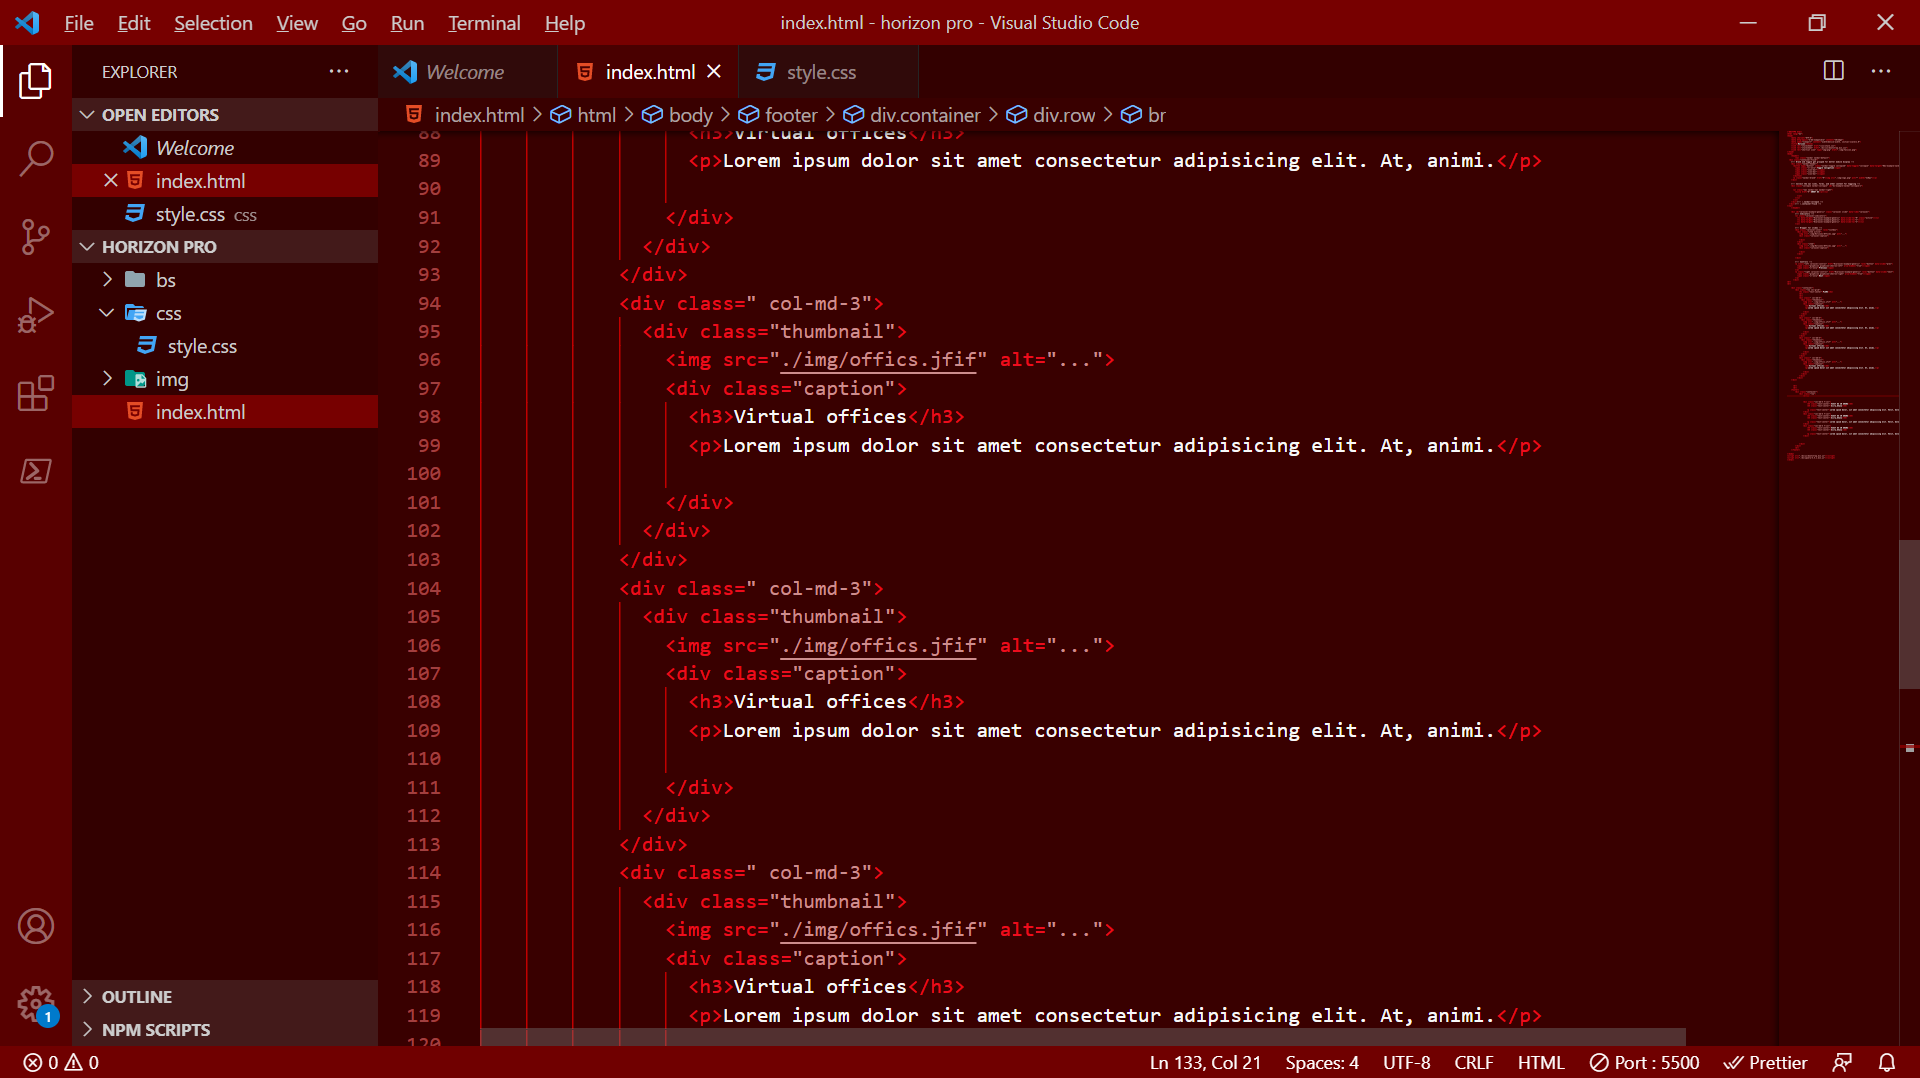 File Edit Selection View Go Run Terminal Help
index.html - horizon pro - Visual Studio Code
EXPLORER
Welcome
index.html
style.css
OPEN EDITORS
Welcome
index.html
style.css css
HORIZON PRO
bs
css
style.css
img
index.html
OUTLINE
NPM SCRIPTS
index.html > html > body > footer > div.container > div.row > br
88 <h3>Virtual offices</h3>
89 <p>Lorem ipsum dolor sit amet consectetur adipisicing elit. At, animi.</p>
90
91 </div>
92 </div>
93 </div>
94 <div class=" col-md-3">
95 <div class="thumbnail">
96 <img src="./img/offics.jfif" alt="...">
97 <div class="caption">
98 <h3>Virtual offices</h3>
99 <p>Lorem ipsum dolor sit amet consectetur adipisicing elit. At, animi.</p>
100
101 </div>
102 </div>
103 </div>
104 <div class=" col-md-3">
105 <div class="thumbnail">
106 <img src="./img/offics.jfif" alt="...">
107 <div class="caption">
108 <h3>Virtual offices</h3>
109 <p>Lorem ipsum dolor sit amet consectetur adipisicing elit. At, animi.</p>
110
111 </div>
112 </div>
113 </div>
114 <div class=" col-md-3">
115 <div class="thumbnail">
116 <img src="./img/offics.jfif" alt="...">
117 <div class="caption">
118 <h3>Virtual offices</h3>
119 <p>Lorem ipsum dolor sit amet consectetur adipisicing elit. At, animi.</p>
120
1
0 0
Ln 133, Col 21 Spaces: 4 UTF-8 CRLF HTML Port : 5500 Prettier